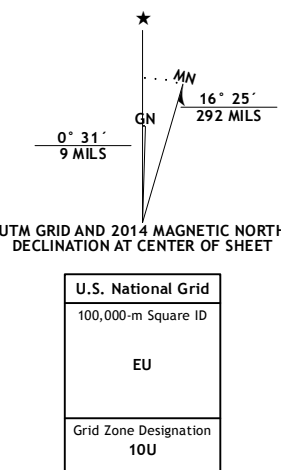 ★
MN
GN
16° 25´
292 MILS
0° 31´
9 MILS
UTM GRID AND 2014 MAGNETIC NORTH
DECLINATION AT CENTER OF SHEET
U.S. National Grid
100,000-m Square ID
EU
Grid Zone Designation
10U